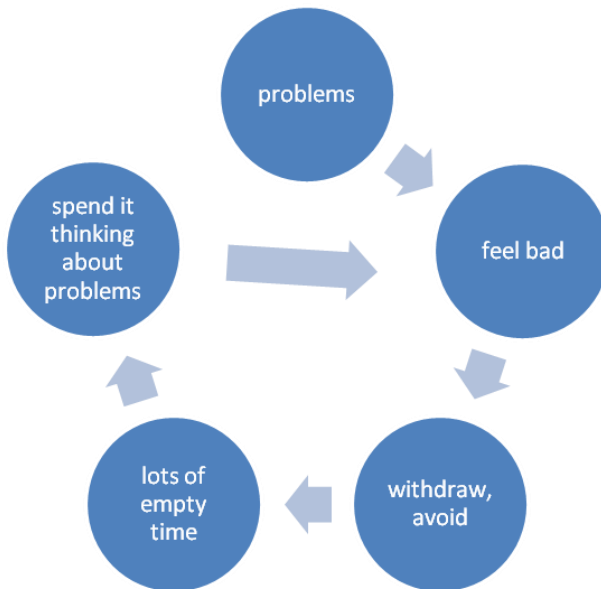 problems
feel bad
withdraw,
avoid
lots of
empty
time
spend it
thinking
about
problems